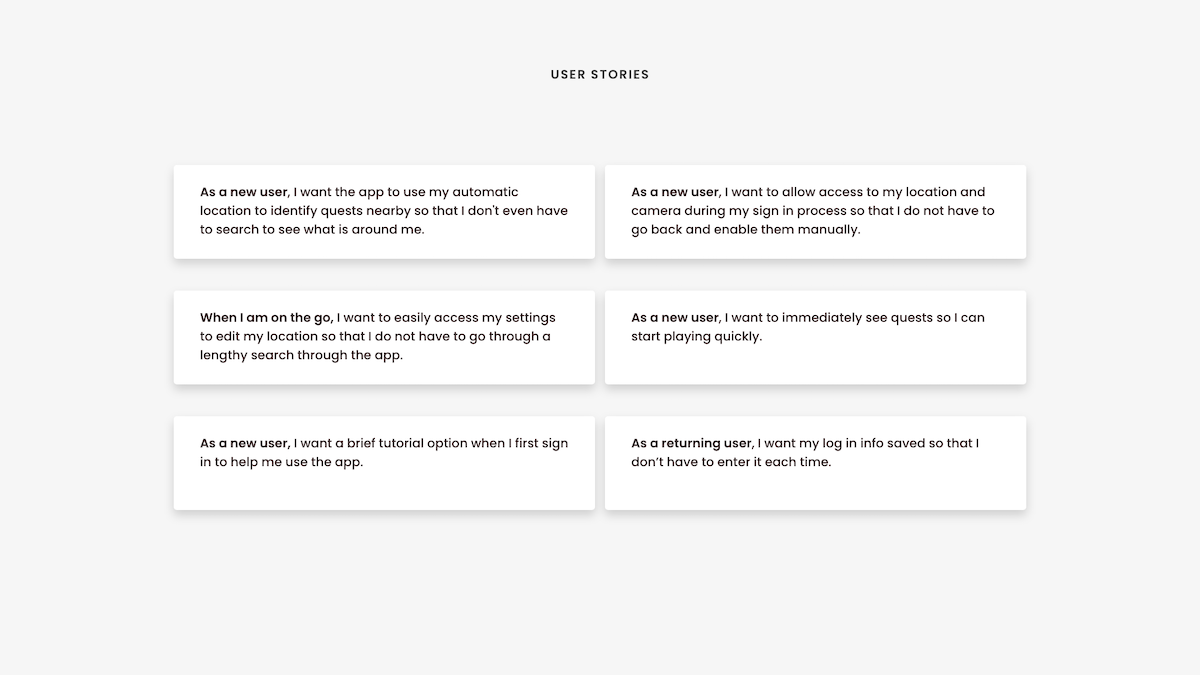 USER STORIES
As a new user, I want the app to use my automatic
location to identify quests nearby so that I don't even have
to search to see what is around me.
As a new user, I want to allow access to my location and
camera during my sign in process so that I do not have to
go back and enable them manually.
When I am on the go, I want to easily access my settings
to edit my location so that I do not have to go through a
lengthy search through the app.
As a new user, I want to immediately see quests so I can
start playing quickly.
As a new user, I want a brief tutorial option when I first sign
in to help me use the app.
As a returning user, I want my log in info saved so that I
don’t have to enter it each time.